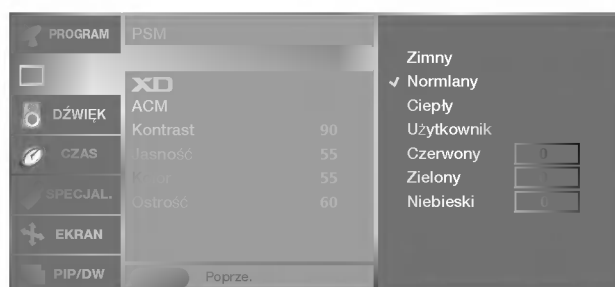 PROGRAM
DŹWIĘK
CZAS
SPECJAL.
EKRAN
PIP/DW
PSM
XD
ACM
Kontrast 90
Jasność 55
Kolor 55
Ostrość 60
Poprze.
Zimny
✓ Normlany
Ciepły
Użytkownik
Czerwony 0
Zielony
Niebieski 0